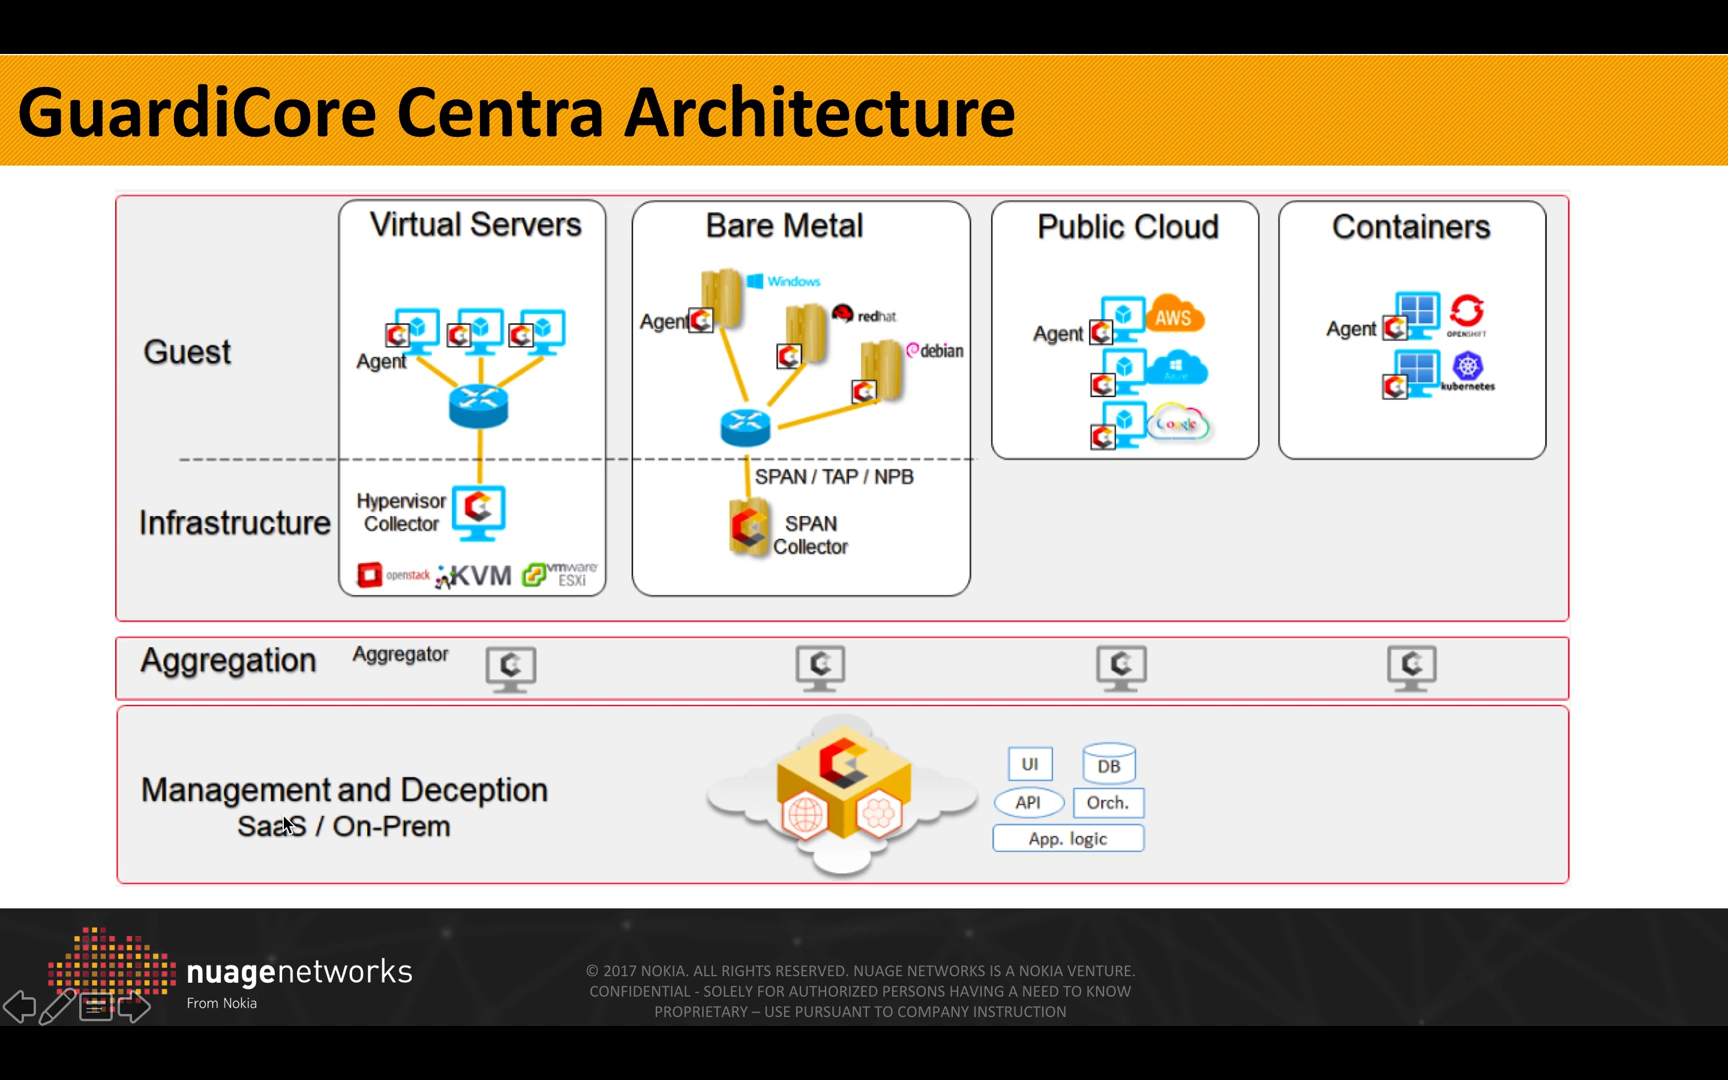 GuardiCore Centra Architecture
Virtual Servers
Bare Metal
Public Cloud
Containers
Guest
Agent
Agent
Windows
redhat
debian
Agent
AWS
Azure
Google
Agent
OPENSHIFT
kubernetes
Infrastructure
Hypervisor
Collector
openstack
KVM
vmware
ESXi
SPAN / TAP / NPB
SPAN
Collector
Aggregation
Aggregator
Management and Deception
SaaS / On-Prem
UI
DB
API
Orch.
App. logic
nuagenetworks
From Nokia
© 2017 NOKIA. ALL RIGHTS RESERVED. NUAGE NETWORKS IS A NOKIA VENTURE.
CONFIDENTIAL - SOLELY FOR AUTHORIZED PERSONS HAVING A NEED TO KNOW
PROPRIETARY – USE PURSUANT TO COMPANY INSTRUCTION